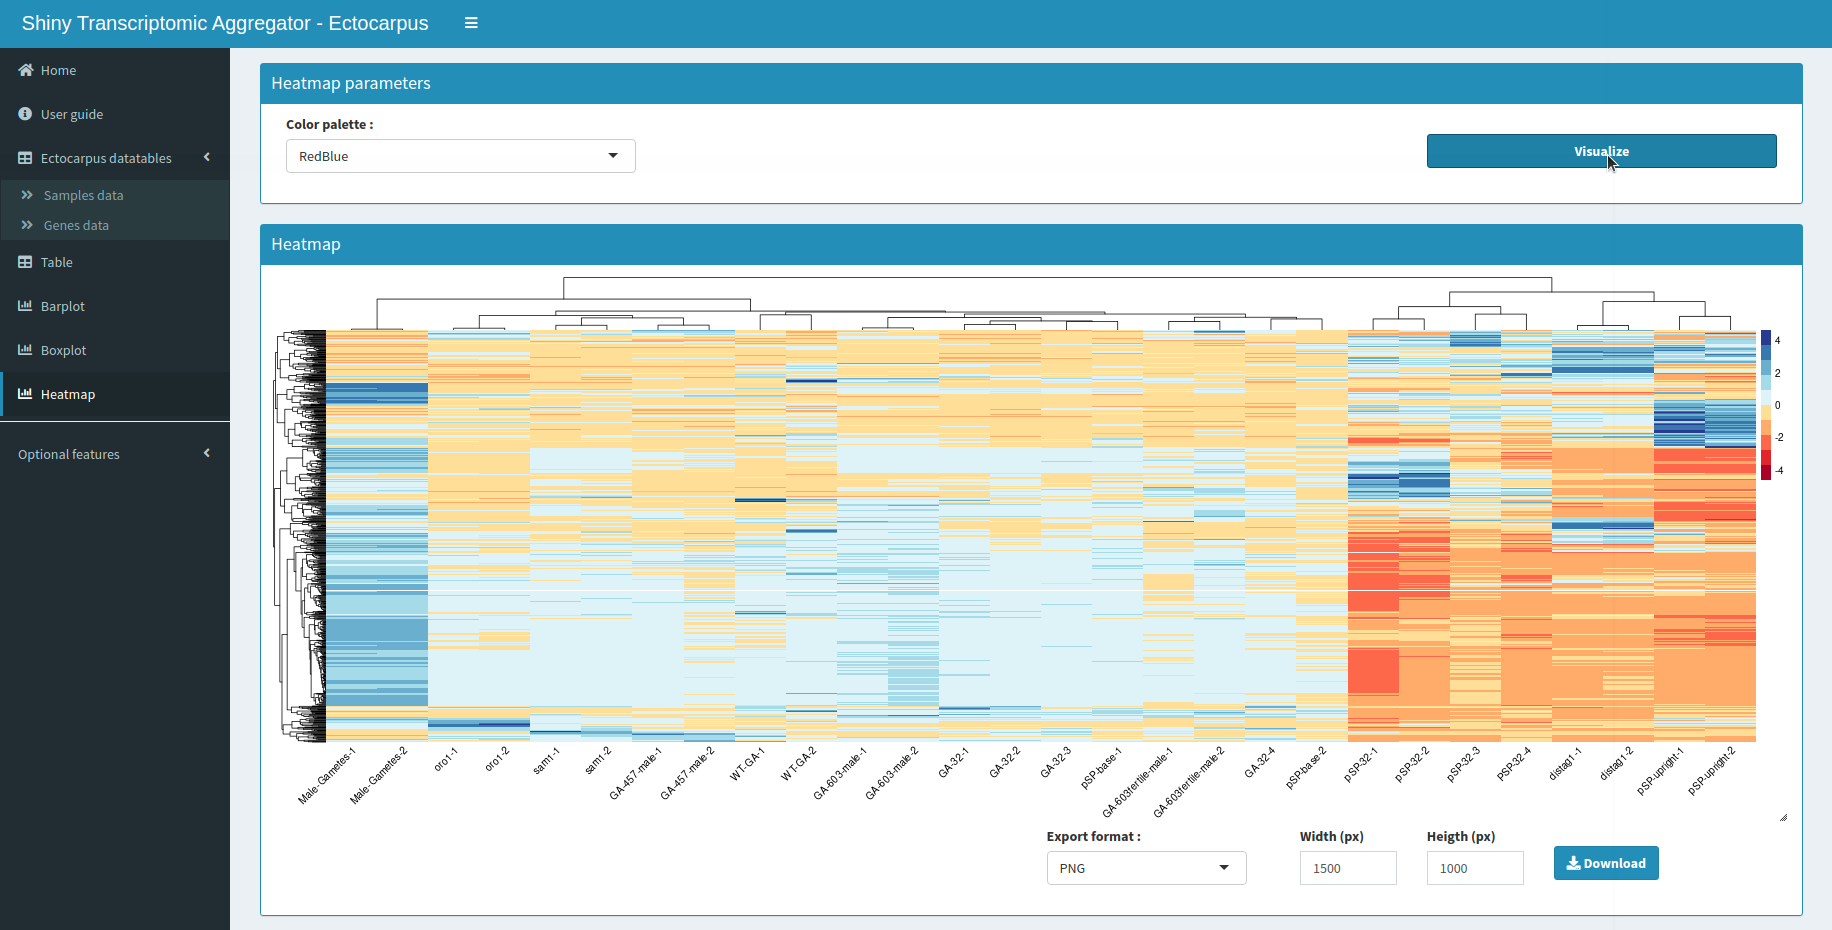 Shiny Transcriptomic Aggregator - Ectocarpus
Home
User guide
Ectocarpus datatables
Samples data
Genes data
Table
Barplot
Boxplot
Heatmap
Optional features
Heatmap parameters
Color palette :
RedBlue
Visualize
Heatmap
4
2
0
-2
-4
Male-Gametes-1
Male-Gametes-2
oro1-1
oro1-2
sam1-1
sam1-2
GA-457-male-1
GA-457-male-2
WT-GA-1
WT-GA-2
GA-603-male-1
GA-603-male-2
GA-32-1
GA-32-2
GA-32-3
pSP-base-1
GA-603fertile-male-1
GA-603fertile-male-2
GA-32-4
pSP-base-2
pSP-32-1
pSP-32-2
pSP-32-3
pSP-32-4
distag1-1
distag1-2
pSP-upright-1
pSP-upright-2
Export format :
Width (px)
Heigth (px)
PNG
1500
1000
Download